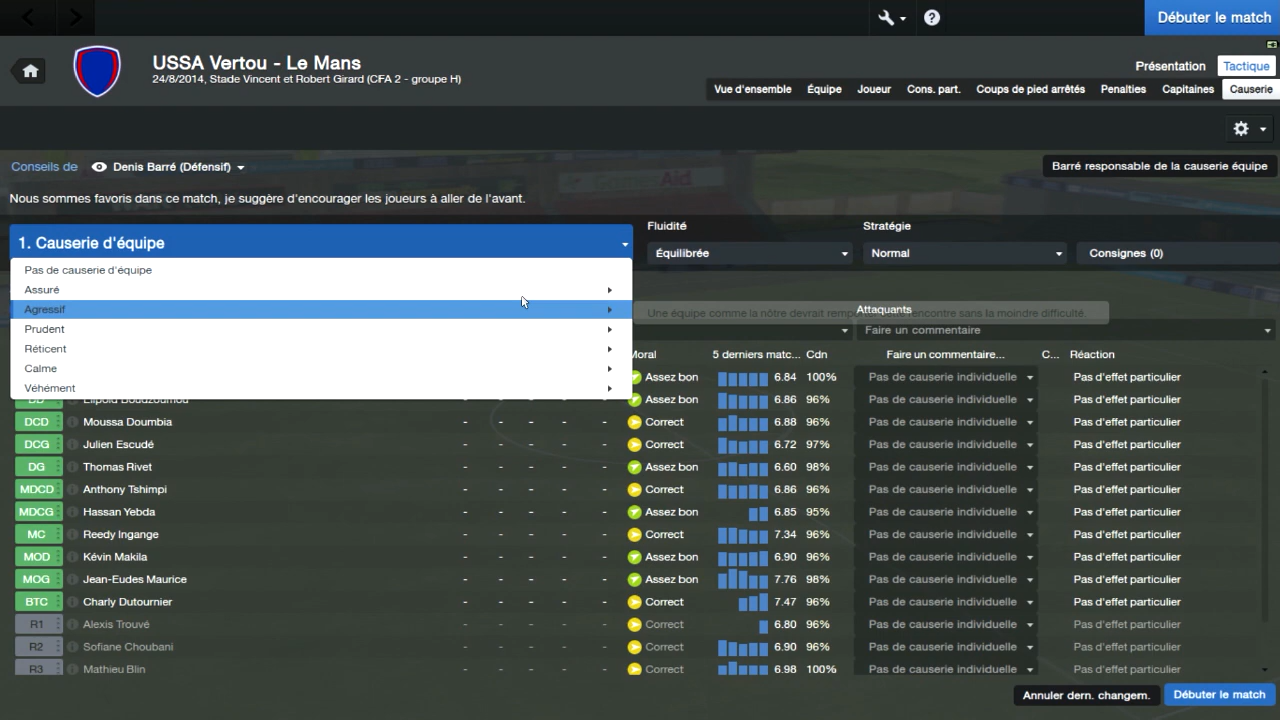 Débuter le match
USSA Vertou - Le Mans
24/8/2014, Stade Vincent et Robert Girard (CFA 2 - groupe H)
Présentation Tactique
Vue d'ensemble Équipe Joueur Cons. part. Coups de pied arrêtés Penalties Capitaines Causerie
Conseils de Denis Barré (Défensif) Barré responsable de la causerie équipe
Nous sommes favoris dans ce match, je suggère d'encourager les joueurs à aller de l'avant.
1. Causerie d'équipe
Fluidité Stratégie
Équilibrée Normal Consignes (0)
Pas de causerie d'équipe
Assuré
Agressif
Prudent
Réticent
Calme
Véhément
Une équipe comme la nôtre devrait remporter cette rencontre sans la moindre difficulté.
Attaquants
Faire un commentaire
Moral 5 derniers matc... Cdn Faire un commentaire... C... Réaction
Assez bon 6.84 100% Pas de causerie individuelle Pas d'effet particulier
Assez bon 6.86 96% Pas de causerie individuelle Pas d'effet particulier
DCD Moussa Doumbia - - - - - Correct 6.88 96% Pas de causerie individuelle Pas d'effet particulier
DCG Julien Escudé - - - - - Correct 6.72 97% Pas de causerie individuelle Pas d'effet particulier
DG Thomas Rivet - - - - - Assez bon 6.60 98% Pas de causerie individuelle Pas d'effet particulier
MDCD Anthony Tshimpi - - - - - Correct 6.86 96% Pas de causerie individuelle Pas d'effet particulier
MDCG Hassan Yebda - - - - - Assez bon 6.85 95% Pas de causerie individuelle Pas d'effet particulier
MC Reedy Ingange - - - - - Correct 7.34 96% Pas de causerie individuelle Pas d'effet particulier
MOD Kévin Makila - - - - - Assez bon 6.90 96% Pas de causerie individuelle Pas d'effet particulier
MOG Jean-Eudes Maurice - - - - - Assez bon 7.76 98% Pas de causerie individuelle Pas d'effet particulier
BTC Charly Dutournier - - - - - Correct 7.47 96% Pas de causerie individuelle Pas d'effet particulier
R1 Alexis Trouvé - - - - - Correct 6.80 96% Pas de causerie individuelle Pas d'effet particulier
R2 Sofiane Choubani - - - - - Correct 6.90 96% Pas de causerie individuelle Pas d'effet particulier
R3 Mathieu Blin - - - - - Correct 6.98 100% Pas de causerie individuelle Pas d'effet particulier
Annuler dern. changem. Débuter le match